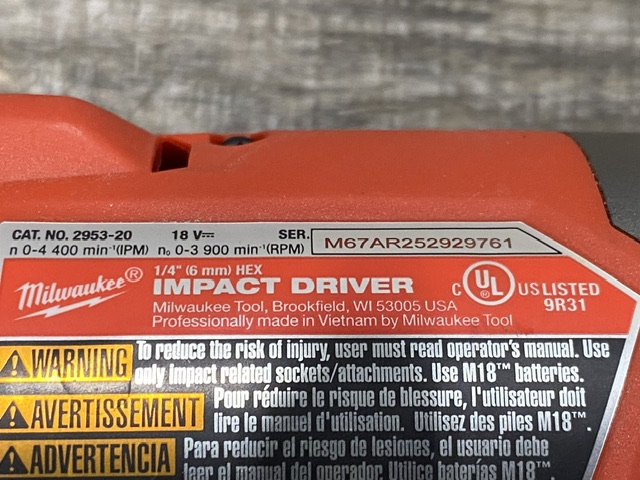 CAT. NO. 2953-20 18 V⎓ SER. M67AR252929761
n 0-4 400 min⁻¹(IPM) n₀ 0-3 900 min⁻¹(RPM)
1/4" (6 mm) HEX
Milwaukee® IMPACT DRIVER
Milwaukee Tool, Brookfield, WI 53005 USA
Professionally made in Vietnam by Milwaukee Tool
C UL® US LISTED
9R31
WARNING To reduce the risk of injury, user must read operator's manual. Use
only impact related sockets/attachments. Use M18™ batteries.
AVERTISSEMENT Pour réduire le risque de blessure, l'utilisateur doit
lire le manuel d'utilisation. Utilisez des piles M18™.
ADVERTENCIA Para reducir el riesgo de lesiones, el usuario debe
leer el manual del operador. Utilice baterías M18™.